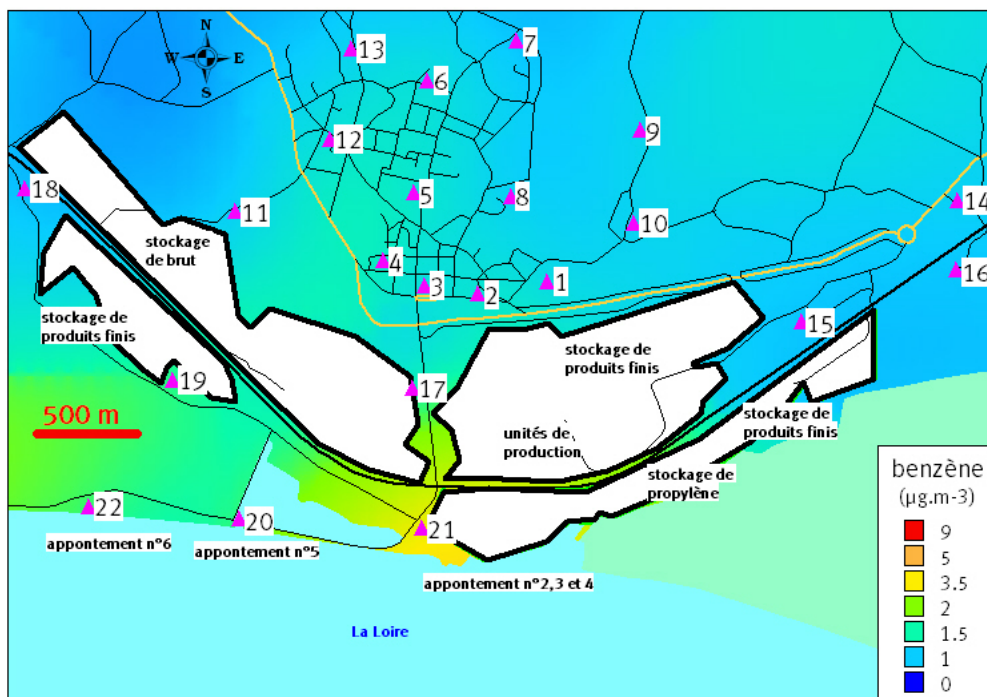 N
W E
S
13
7
6
12
9
5
8
18
11
10
14
stockage
de brut
4
3
2
1
16
stockage de
produits finis
15
19
17
stockage de
produits finis
500 m
stockage de
produits finis
unités de
production
stockage de
propylène
22
20
21
appontement n°6
appontement n°5
appontement n°2,3 et 4
La Loire
benzène
(µg.m-3)
9
5
3.5
2
1.5
1
0